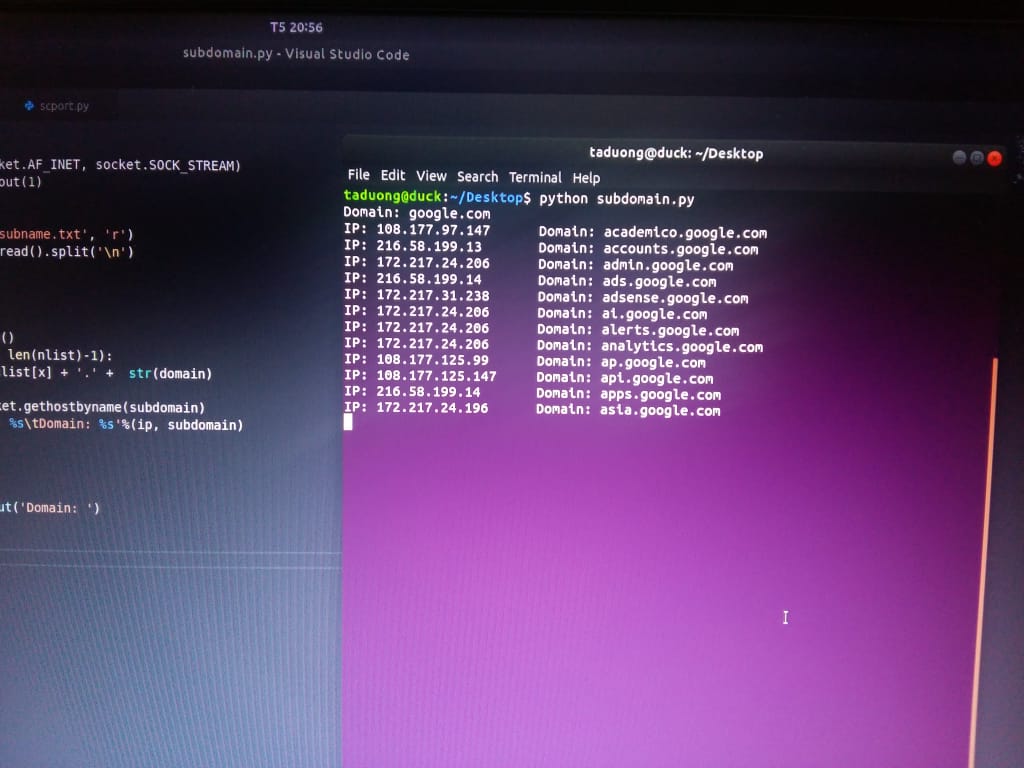 T5 20:56
subdomain.py - Visual Studio Code
scport.py
ket.AF_INET, socket.SOCK_STREAM)
out(1)
subname.txt', 'r')
read().split('\n')
()
len(nlist)-1):
list[x] + '.' + str(domain)
ket.gethostbyname(subdomain)
%s\tDomain: %s'%(ip, subdomain)
ut('Domain: ')
taduong@duck: ~/Desktop
File Edit View Search Terminal Help
taduong@duck:~/Desktop$ python subdomain.py
Domain: google.com
IP: 108.177.97.147 Domain: academico.google.com
IP: 216.58.199.13 Domain: accounts.google.com
IP: 172.217.24.206 Domain: admin.google.com
IP: 216.58.199.14 Domain: ads.google.com
IP: 172.217.31.238 Domain: adsense.google.com
IP: 172.217.24.206 Domain: ai.google.com
IP: 172.217.24.206 Domain: alerts.google.com
IP: 172.217.24.206 Domain: analytics.google.com
IP: 108.177.125.99 Domain: ap.google.com
IP: 108.177.125.147 Domain: api.google.com
IP: 216.58.199.14 Domain: apps.google.com
IP: 172.217.24.196 Domain: asia.google.com